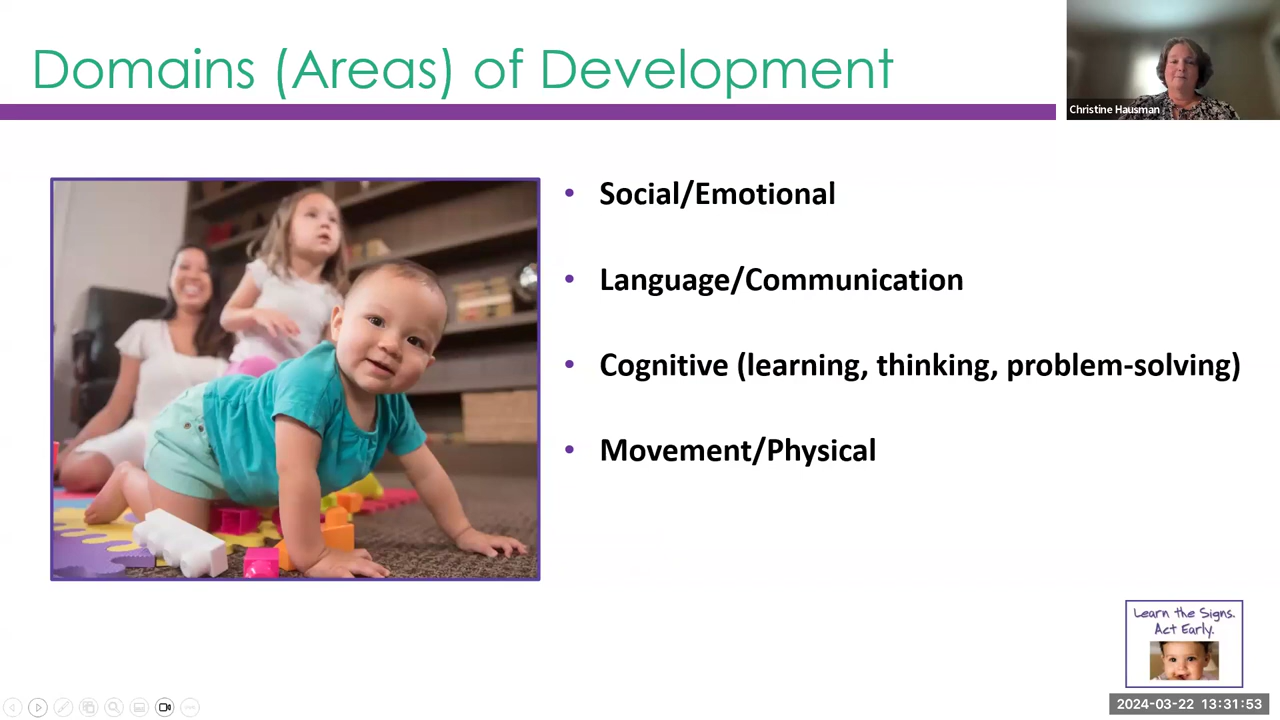 Domains (Areas) of Development
Christine Hausman
• Social/Emotional
• Language/Communication
• Cognitive (learning, thinking, problem-solving)
• Movement/Physical
Learn the Signs.
Act Early.
2024-03-22 13:31:53